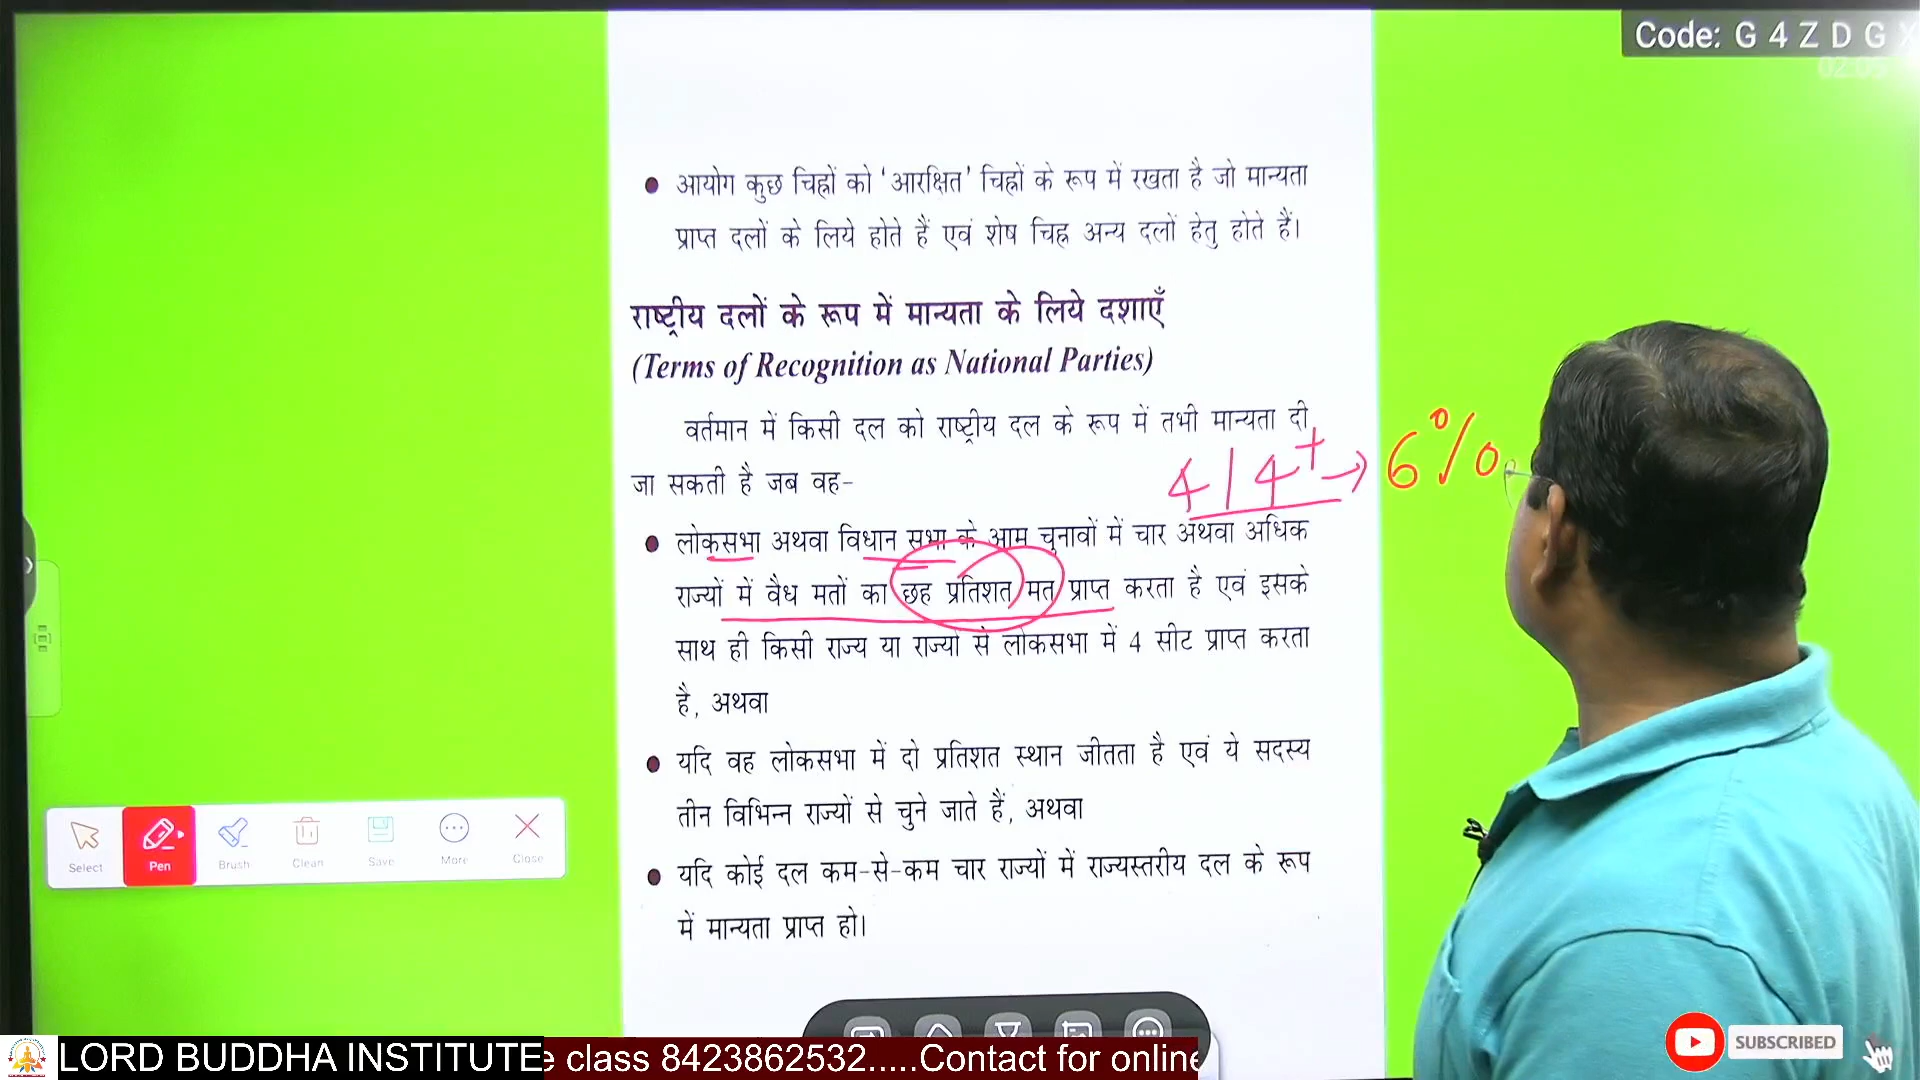 Code: G 4 Z D G X
02:05
• आयोग कुछ चिह्नों को ‘आरक्षित’ चिह्नों के रूप में रखता है जो मान्यता
प्राप्त दलों के लिये होते हैं एवं शेष चिह्न अन्य दलों हेतु होते हैं।
राष्ट्रीय दलों के रूप में मान्यता के लिये दशाएँ
(Terms of Recognition as National Parties)
वर्तमान में किसी दल को राष्ट्रीय दल के रूप में तभी मान्यता दी
जा सकती है जब वह-
4 | 4+ → 6%
• लोकसभा अथवा विधान सभा के आम चुनावों में चार अथवा अधिक
राज्यों में वैध मतों का छह प्रतिशत मत प्राप्त करता है एवं इसके
साथ ही किसी राज्य या राज्यों से लोकसभा में 4 सीट प्राप्त करता
है, अथवा
• यदि वह लोकसभा में दो प्रतिशत स्थान जीतता है एवं ये सदस्य
तीन विभिन्न राज्यों से चुने जाते हैं, अथवा
• यदि कोई दल कम-से-कम चार राज्यों में राज्यस्तरीय दल के रूप
में मान्यता प्राप्त हो।
Select Pen Brush Clean Save More Close
SUBSCRIBED
LORD BUDDHA INSTITUTE e class 8423862532.....Contact for online